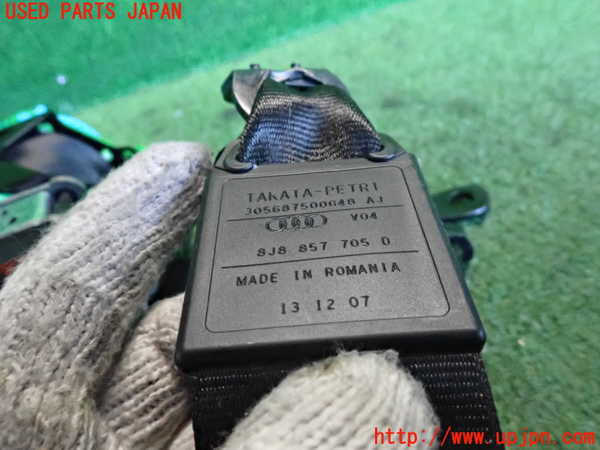 USED PARTS JAPAN
TAKATA-PETRI
305687500048 AJ
V04
8J8 857 705 D
MADE IN ROMANIA
13 12 07
http://www.upjpn.com/